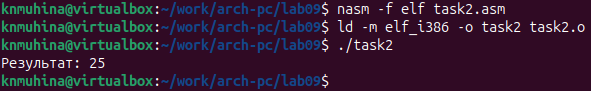 knmuhina@virtualbox:~/work/arch-pc/lab09$ nasm -f elf task2.asm
knmuhina@virtualbox:~/work/arch-pc/lab09$ ld -m elf_i386 -o task2 task2.o
knmuhina@virtualbox:~/work/arch-pc/lab09$ ./task2
Результат: 25
knmuhina@virtualbox:~/work/arch-pc/lab09$